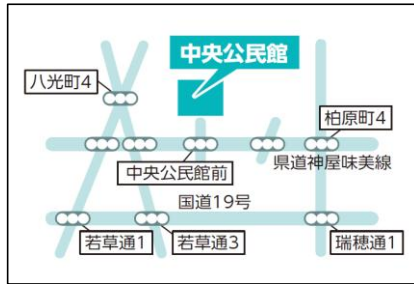 中央公民館
八光町4
柏原町4
中央公民館前
県道神屋味美線
国道19号
若草通1
若草通3
瑞穂通1